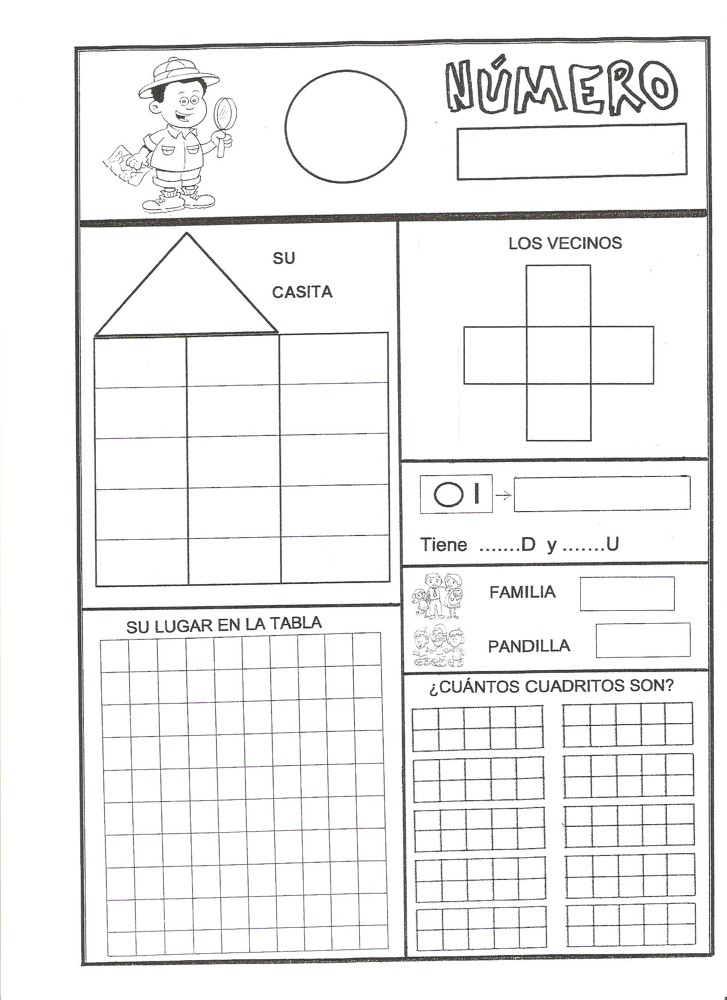 NÚMERO
SU
CASITA
LOS VECINOS
O I →
Tiene .......D y .......U
FAMILIA
PANDILLA
SU LUGAR EN LA TABLA
¿CUÁNTOS CUADRITOS SON?